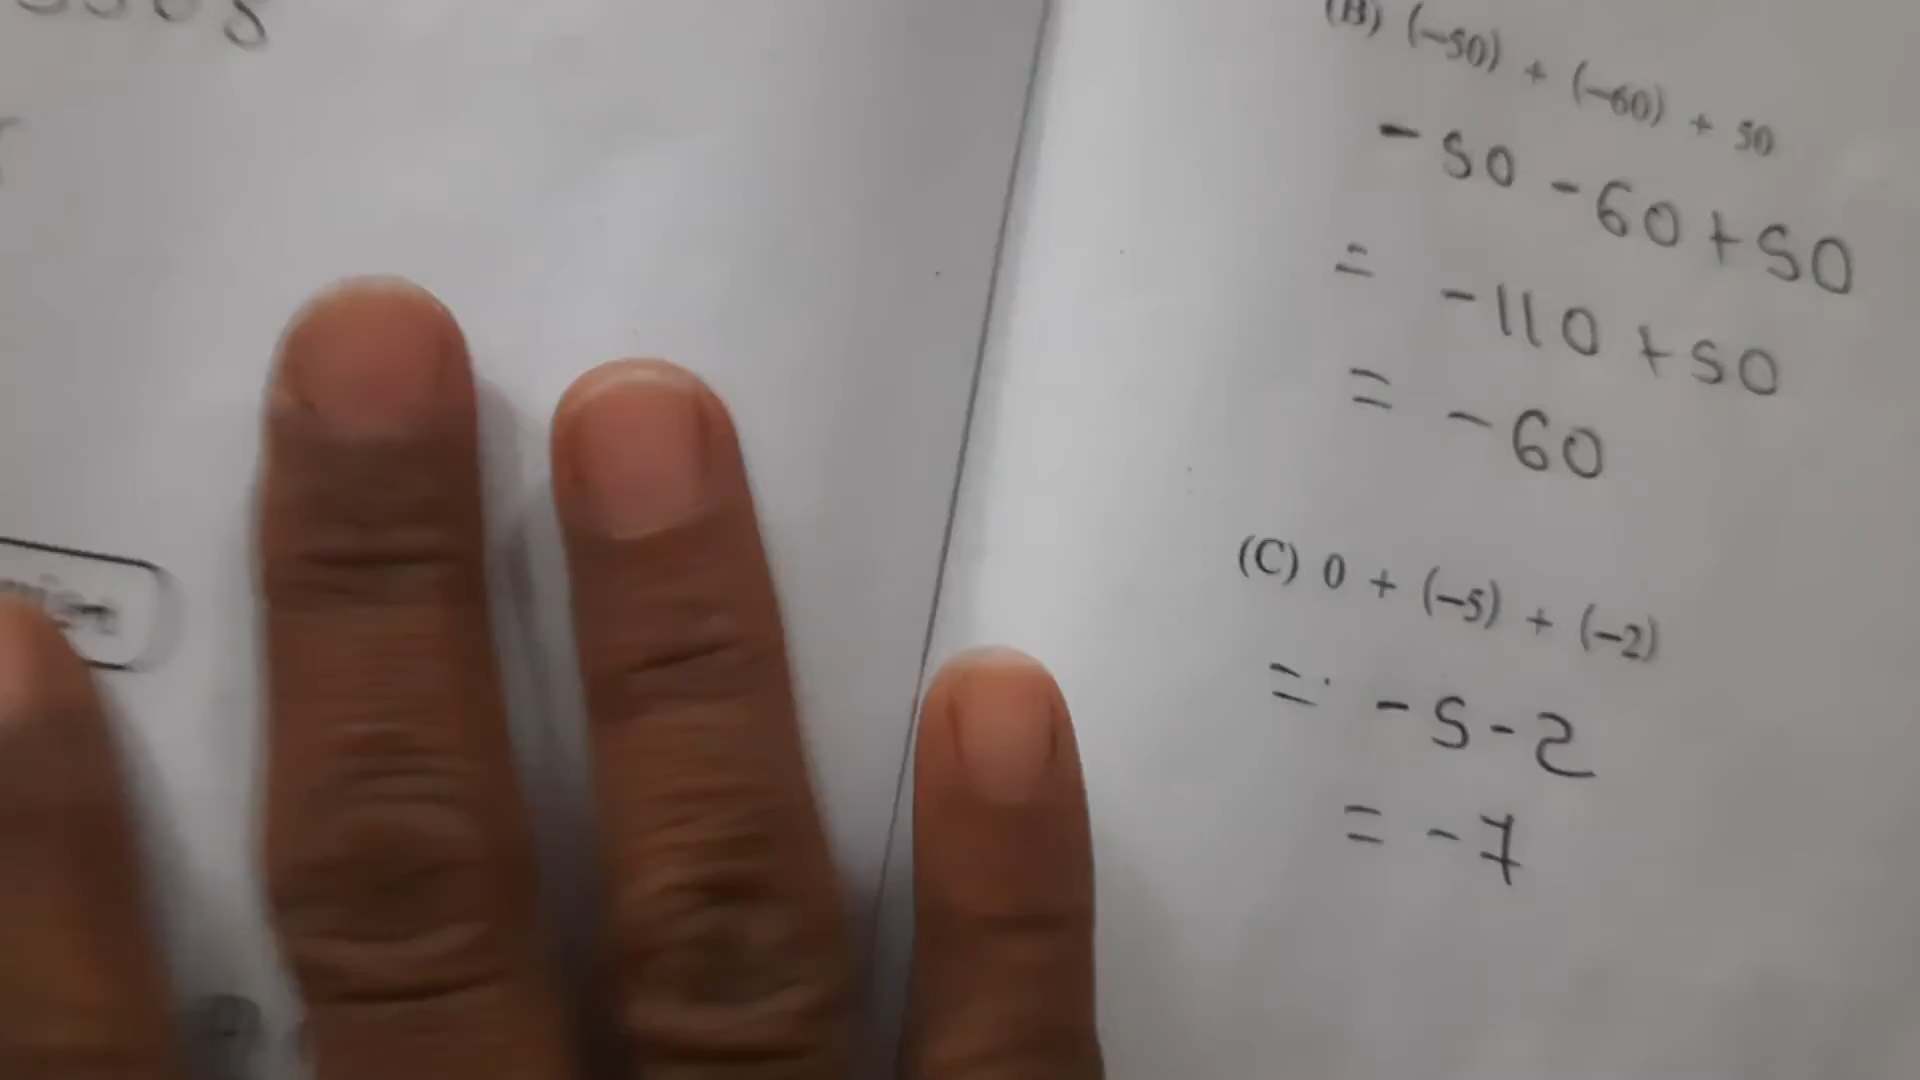 (B) (-50) + (-60) + 50
- 50 - 60 + 50
= -110 + 50
= - 60
(C) 0 + (-5) + (-2)
= - 5 - 2
= - 7